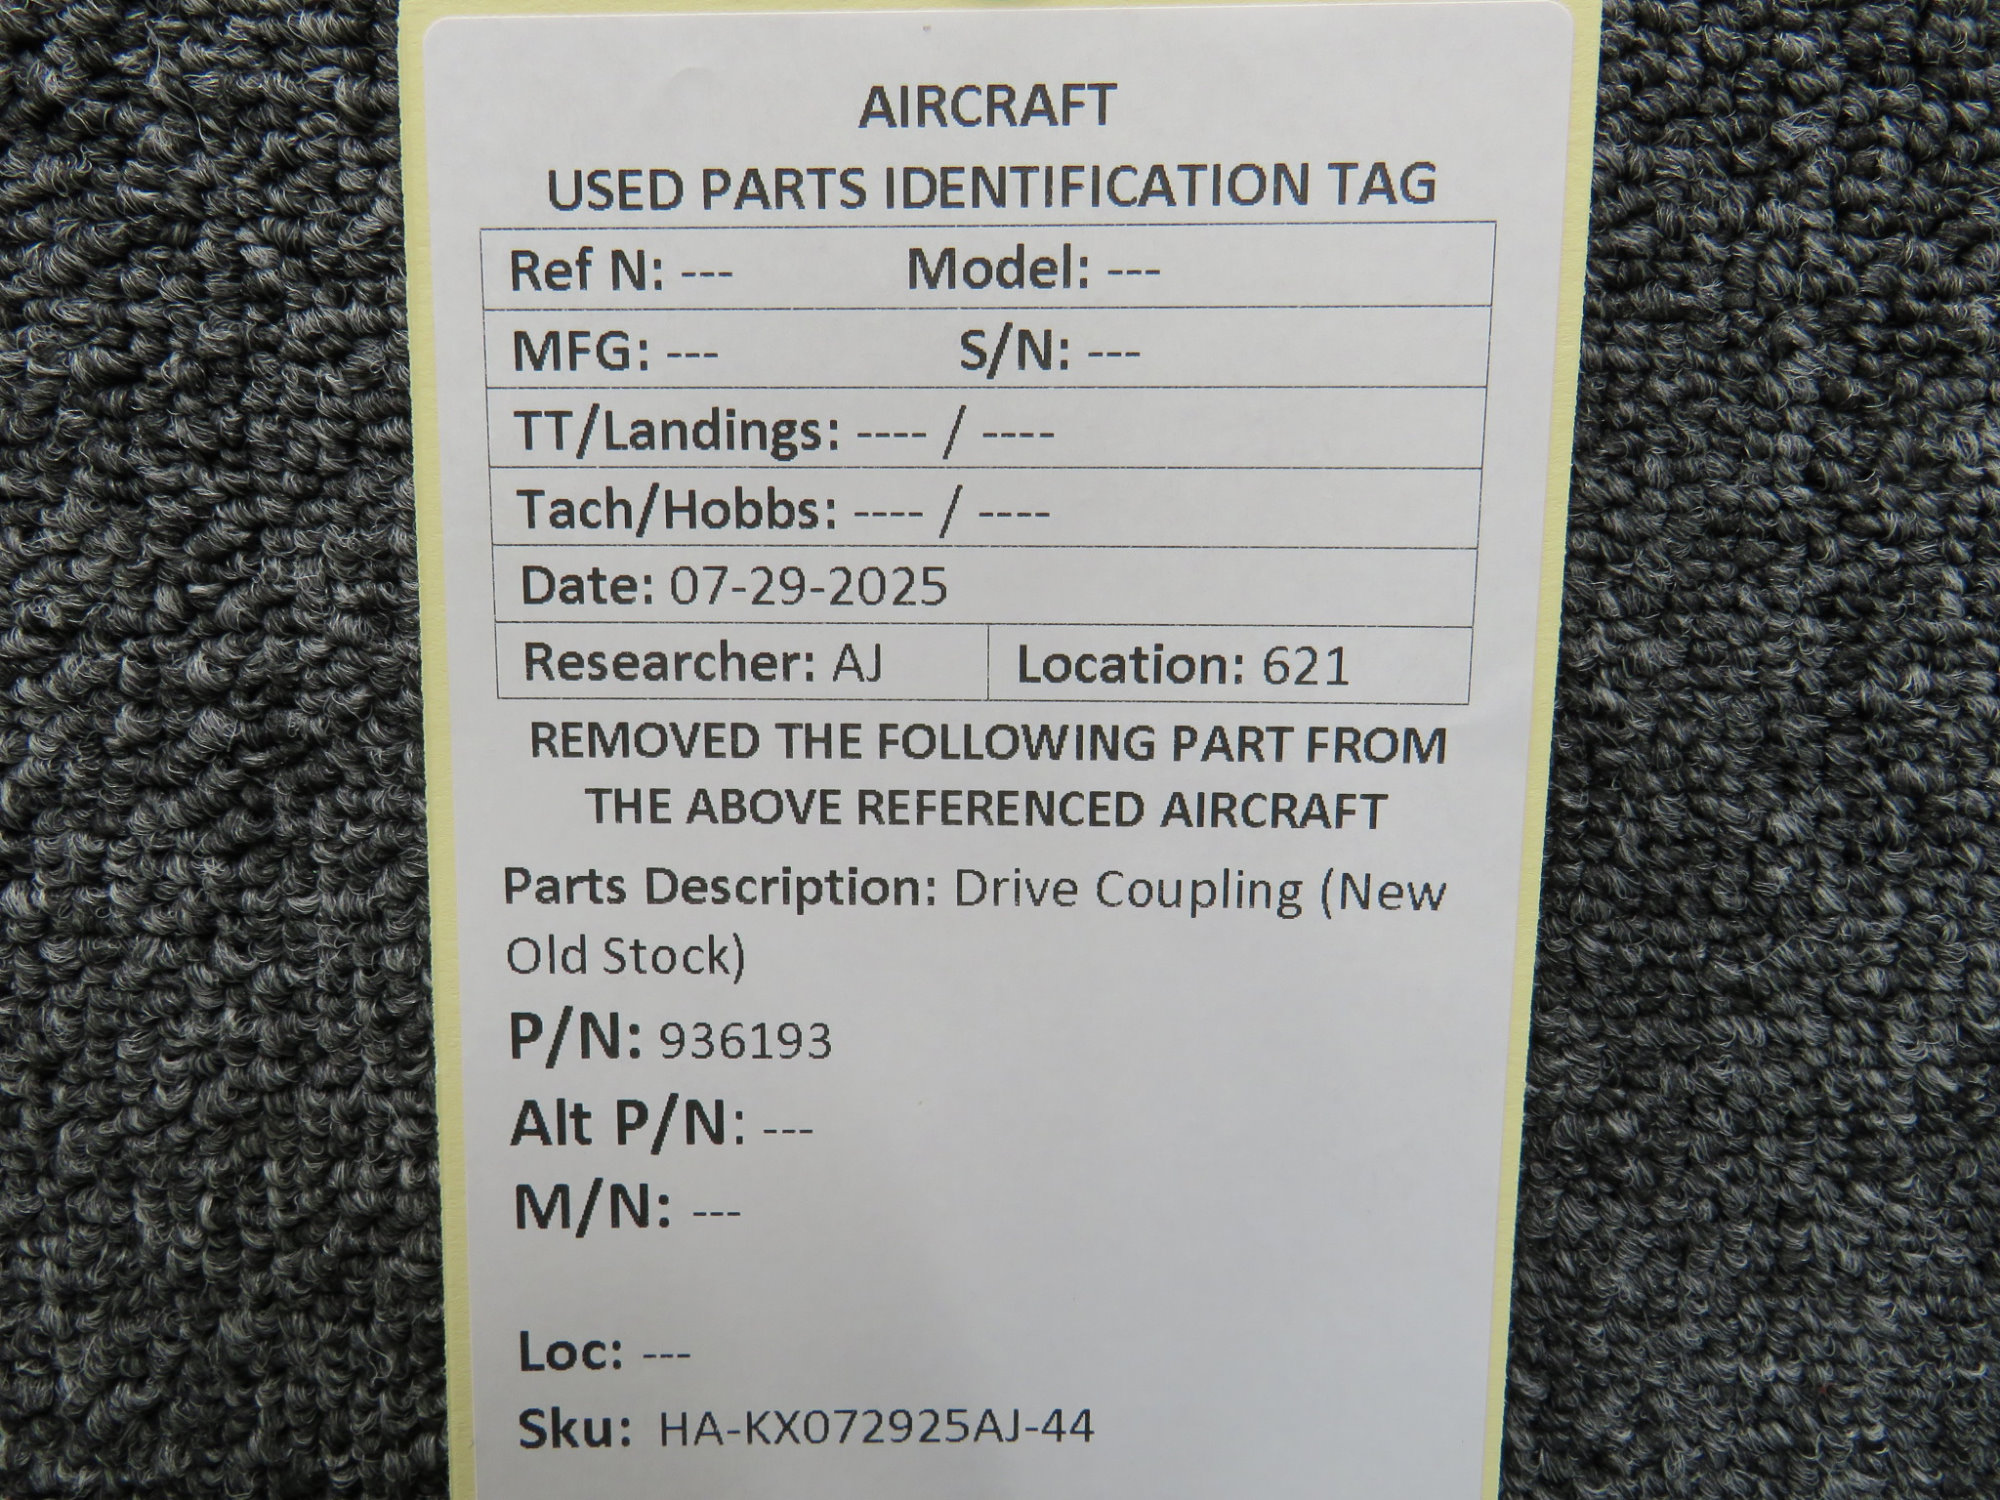 AIRCRAFT
USED PARTS IDENTIFICATION TAG
Ref N: --- Model: ---
MFG: --- S/N: ---
TT/Landings: ---- / ----
Tach/Hobbs: ---- / ----
Date: 07-29-2025
Researcher: AJ Location: 621
REMOVED THE FOLLOWING PART FROM
THE ABOVE REFERENCED AIRCRAFT
Parts Description: Drive Coupling (New
Old Stock)
P/N: 936193
Alt P/N: ---
M/N: ---
Loc: ---
Sku: HA-KX072925AJ-44